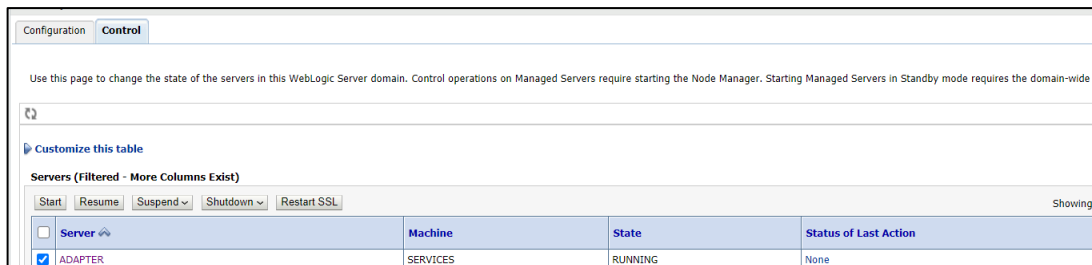 Configuration Control
Use this page to change the state of the servers in this WebLogic Server domain. Control operations on Managed Servers require starting the Node Manager. Starting Managed Servers in Standby mode requires the domain-wide
Customize this table
Servers (Filtered - More Columns Exist)
Start Resume Suspend Shutdown Restart SSL Showing
Server Machine State Status of Last Action
ADAPTER SERVICES RUNNING None